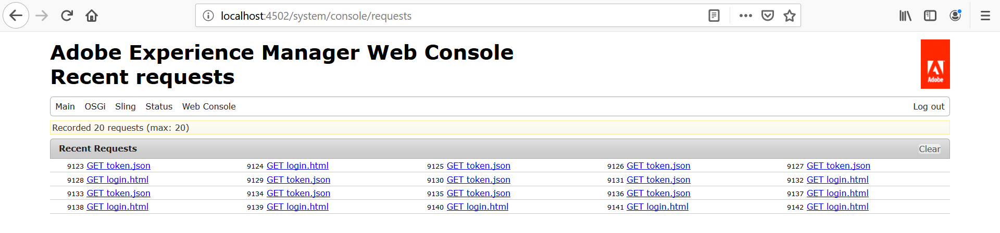 localhost:4502/system/console/requests
Adobe Experience Manager Web Console
Recent requests
Adobe
Main OSGi Sling Status Web Console Log out
Recorded 20 requests (max: 20)
Recent Requests Clear
9123 GET token.json 9124 GET login.html 9125 GET token.json 9126 GET token.json 9127 GET token.json
9128 GET login.html 9129 GET token.json 9130 GET token.json 9131 GET token.json 9132 GET login.html
9133 GET token.json 9134 GET token.json 9135 GET token.json 9136 GET token.json 9137 GET login.html
9138 GET login.html 9139 GET login.html 9140 GET login.html 9141 GET login.html 9142 GET login.html